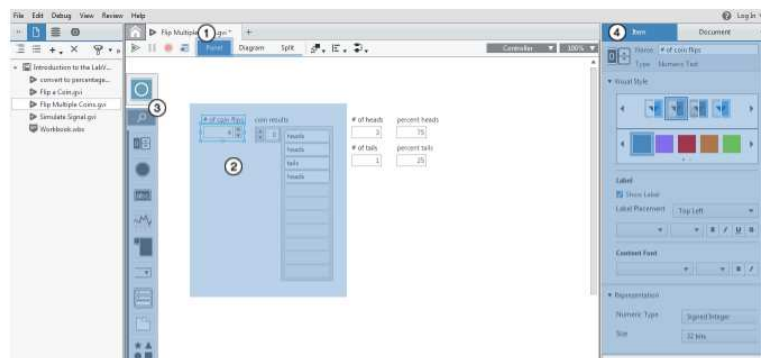 File Edit Debug View Review Help
Log In
Flip Multiple
.gvi*
1
4
Item
Document
Panel
Diagram
Split
Controller
100%
Name # of coin flips
Type Numeric Text
Introduction to the LabV...
convert to percentage...
Flip a Coin.gvi
Flip Multiple Coins.gvi
Simulate Signal.gvi
Workbook.wbx
3
Visual Style
# of coin flips
coin results
# of heads
percent heads
4
0
heads
3
75
heads
# of tails
percent tails
tails
1
25
heads
2
Label
Show Label
Label Placement Top Left
B I U
Content Font
B I
Representation
Numeric Type Signed Integer
Size 32 bits